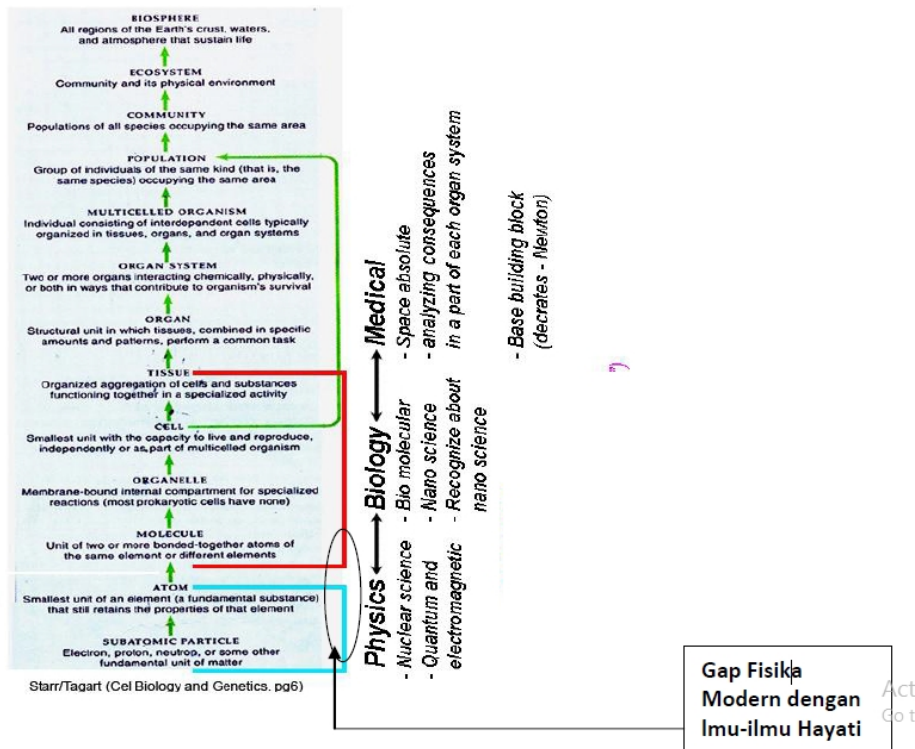 BIOSPHERE
All regions of the Earth's crust, waters,
and atmosphere that sustain life
ECOSYSTEM
Community and its physical environment
COMMUNITY
Populations of all species occupying the same area
POPULATION
Group of individuals of the same kind (that is, the
same species) occupying the same area
MULTICELLED ORGANISM
Individual consisting of interdependent cells typically
organized in tissues, organs, and organ systems
ORGAN SYSTEM
Two or more organs interacting chemically, physically,
or both in ways that contribute to organism's survival
ORGAN
Structural unit in which tissues, combined in specific
amounts and patterns, perform a common task
TISSUE
Organized aggregation of cells and substances
functioning together in a specialized activity
CELL
Smallest unit with the capacity to live and reproduce,
independently or as part of multicelled organism
ORGANELLE
Membrane-bound internal compartment for specialized
reactions (most prokaryotic cells have none)
MOLECULE
Unit of two or more bonded-together atoms of
the same element or different elements
ATOM
Smallest unit of an element (a fundamental substance)
that still retains the properties of that element
SUBATOMIC PARTICLE
Electron, proton, neutron, or some other
fundamental unit of matter
Starr/Tagart (Cel Biology and Genetics. pg6)
Physics
- Nuclear science
- Quantum and
electromagnetic
Biology
- Bio molecular
- Nano science
- Recognize about
nano science
Medical
- Space absolute
- analyzing consequences
in a part of each organ system
- Base building block
(decrates - Newton)
")
Gap Fisika
Modern dengan
lmu-ilmu Hayati
Act
Go t